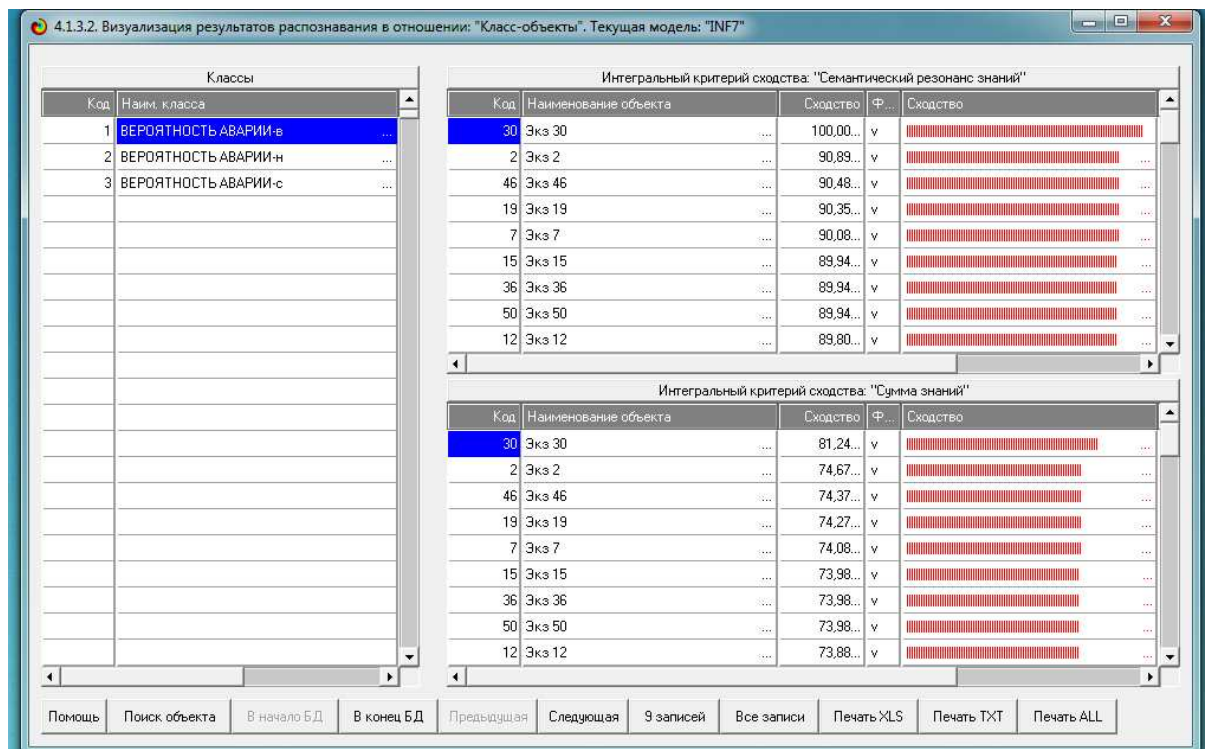 4.1.3.2. Визуализация результатов распознавания в отношении: "Класс-объекты". Текущая модель: "INF7"
Классы
Код Наим. класса
1 ВЕРОЯТНОСТЬ АВАРИИ-в ...
2 ВЕРОЯТНОСТЬ АВАРИИ-н ...
3 ВЕРОЯТНОСТЬ АВАРИИ-с ...
Интегральный критерий сходства: "Семантический резонанс знаний"
Код Наименование объекта Сходство Ф... Сходство
30 Экз 30 ... 100,00... v
2 Экз 2 ... 90,89... v ...
46 Экз 46 ... 90,48... v ...
19 Экз 19 ... 90,35... v ...
7 Экз 7 ... 90,08... v ...
15 Экз 15 ... 89,94... v ...
36 Экз 36 ... 89,94... v ...
50 Экз 50 ... 89,94... v ...
12 Экз 12 ... 89,80... v ...
Интегральный критерий сходства: "Сумма знаний"
Код Наименование объекта Сходство Ф... Сходство
30 Экз 30 ... 81,24... v ...
2 Экз 2 ... 74,67... v ...
46 Экз 46 ... 74,37... v ...
19 Экз 19 ... 74,27... v ...
7 Экз 7 ... 74,08... v ...
15 Экз 15 ... 73,98... v ...
36 Экз 36 ... 73,98... v ...
50 Экз 50 ... 73,98... v ...
12 Экз 12 ... 73,88... v ...
Помощь Поиск объекта В начало БД В конец БД Предыдущая Следующая 9 записей Все записи Печать XLS Печать TXT Печать ALL